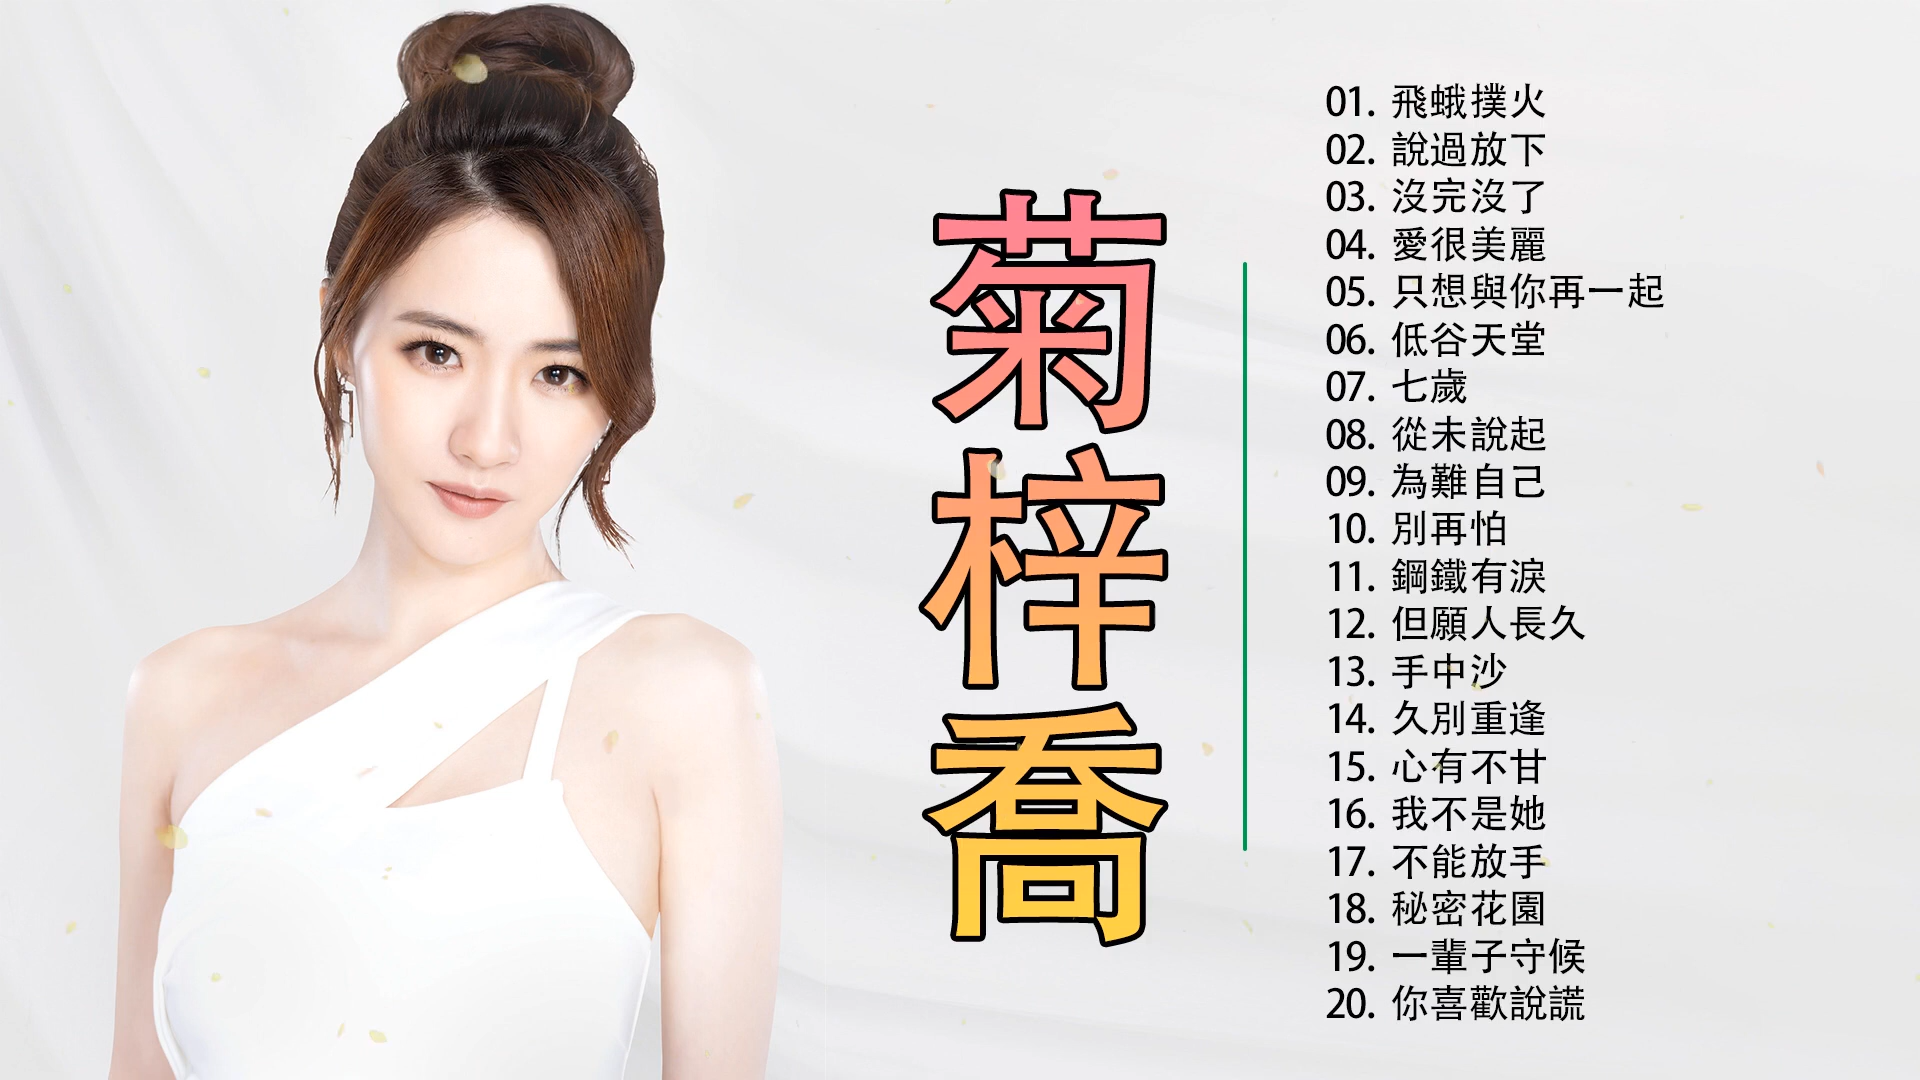 菊梓喬
01. 飛蛾撲火
02. 說過放下
03. 沒完沒了
04. 愛很美麗
05. 只想與你再一起
06. 低谷天堂
07. 七歲
08. 從未說起
09. 為難自己
10. 別再怕
11. 鋼鐵有淚
12. 但願人長久
13. 手中沙
14. 久別重逢
15. 心有不甘
16. 我不是她
17. 不能放手
18. 秘密花園
19. 一輩子守候
20. 你喜歡說謊